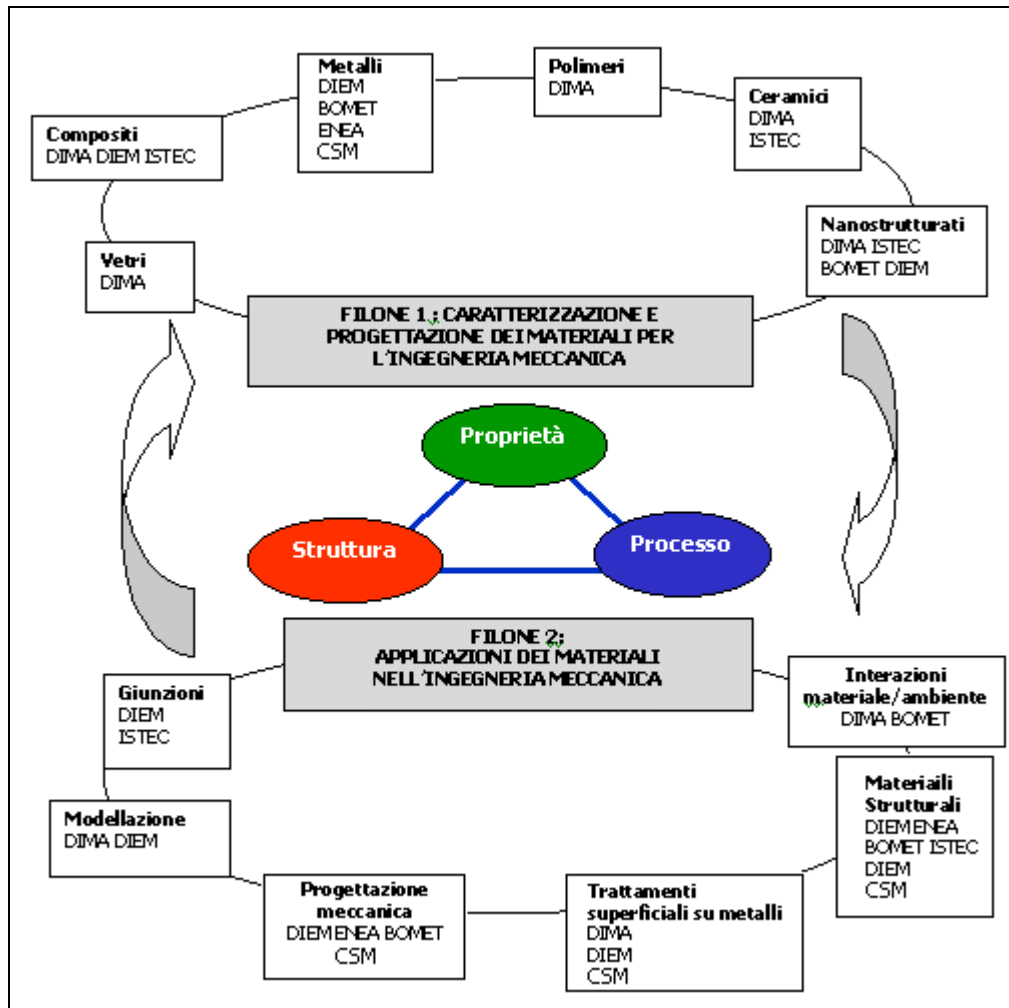 Metalli
DIEM
BOMET
ENEA
CSM
Polimeri
DIMA
Ceramici
DIMA
ISTEC
Compositi
DIMA DIEM ISTEC
Nanostrutturati
DIMA ISTEC
BOMET DIEM
Vetri
DIMA
FILONE 1 : CARATTERIZZAZIONE E
PROGETTAZIONE DEI MATERIALI PER
L'INGEGNERIA MECCANICA
Proprietà
Struttura
Processo
FILONE 2:
APPLICAZIONI DEI MATERIALI
NELL'INGEGNERIA MECCANICA
Giunzioni
DIEM
ISTEC
Interazioni
materiale/ambiente
DIMA BOMET
Modellazione
DIMA DIEM
Materiaili
Strutturali
DIEM ENEA
BOMET ISTEC
DIEM
CSM
Progettazione
meccanica
DIEM ENEA BOMET
CSM
Trattamenti
superficiali su metalli
DIMA
DIEM
CSM